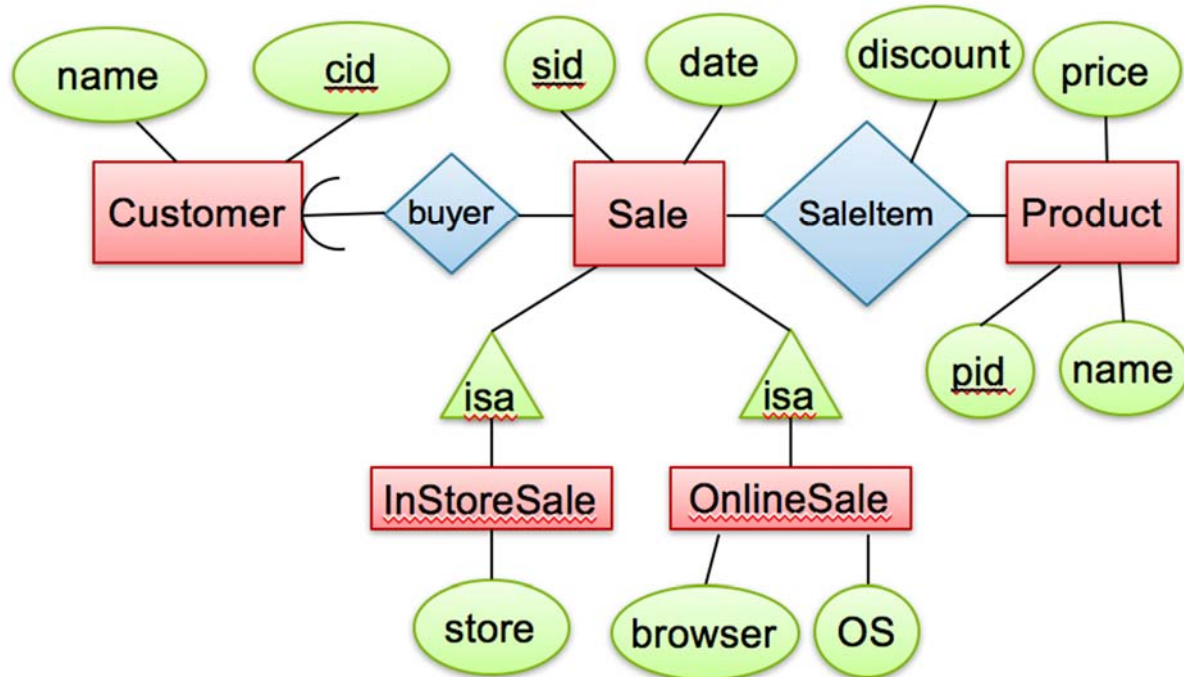 name
cid
sid
date
discount
price
Customer
buyer
Sale
SaleItem
Product
pid
name
isa
isa
InStoreSale
OnlineSale
store
browser
OS